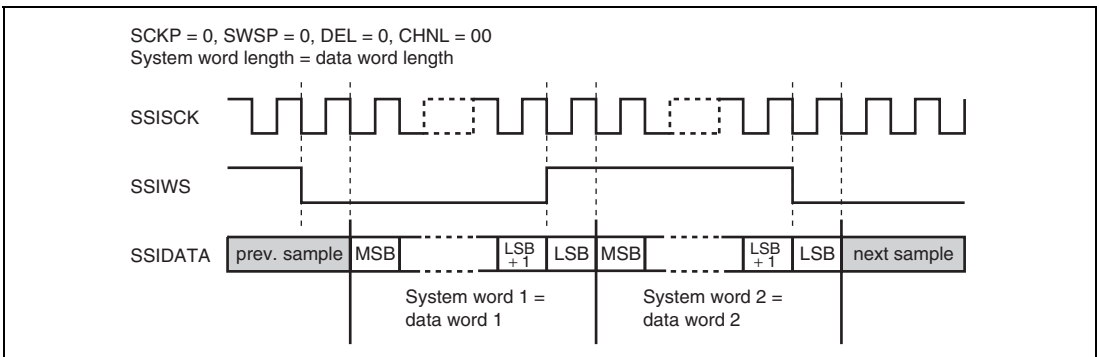 SCKP = 0, SWSP = 0, DEL = 0, CHNL = 00
System word length = data word length
SSISCK
SSIWS
SSIDATA prev. sample MSB LSB + 1 LSB MSB LSB + 1 LSB next sample
System word 1 = System word 2 =
data word 1 data word 2